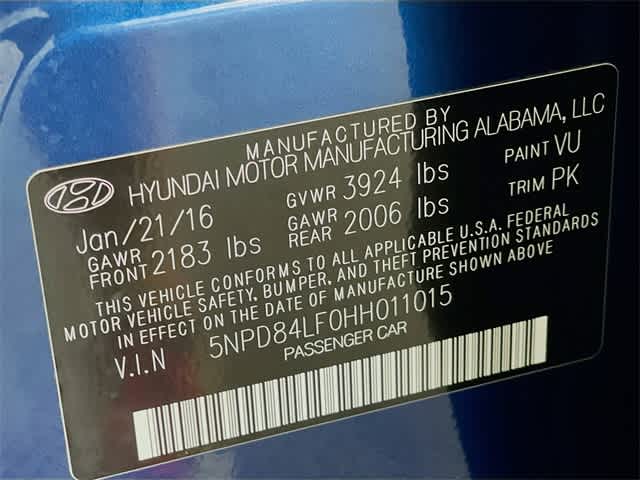 MANUFACTURED BY
HYUNDAI MOTOR MANUFACTURING ALABAMA, LLC
Jan/21/16 GVWR 3924 lbs PAINT VU
GAWR FRONT 2183 lbs GAWR REAR 2006 lbs TRIM PK
THIS VEHICLE CONFORMS TO ALL APPLICABLE U.S.A. FEDERAL
MOTOR VEHICLE SAFETY, BUMPER, AND THEFT PREVENTION STANDARDS
IN EFFECT ON THE DATE OF MANUFACTURE SHOWN ABOVE
V.I.N 5NPD84LF0HH011015
PASSENGER CAR